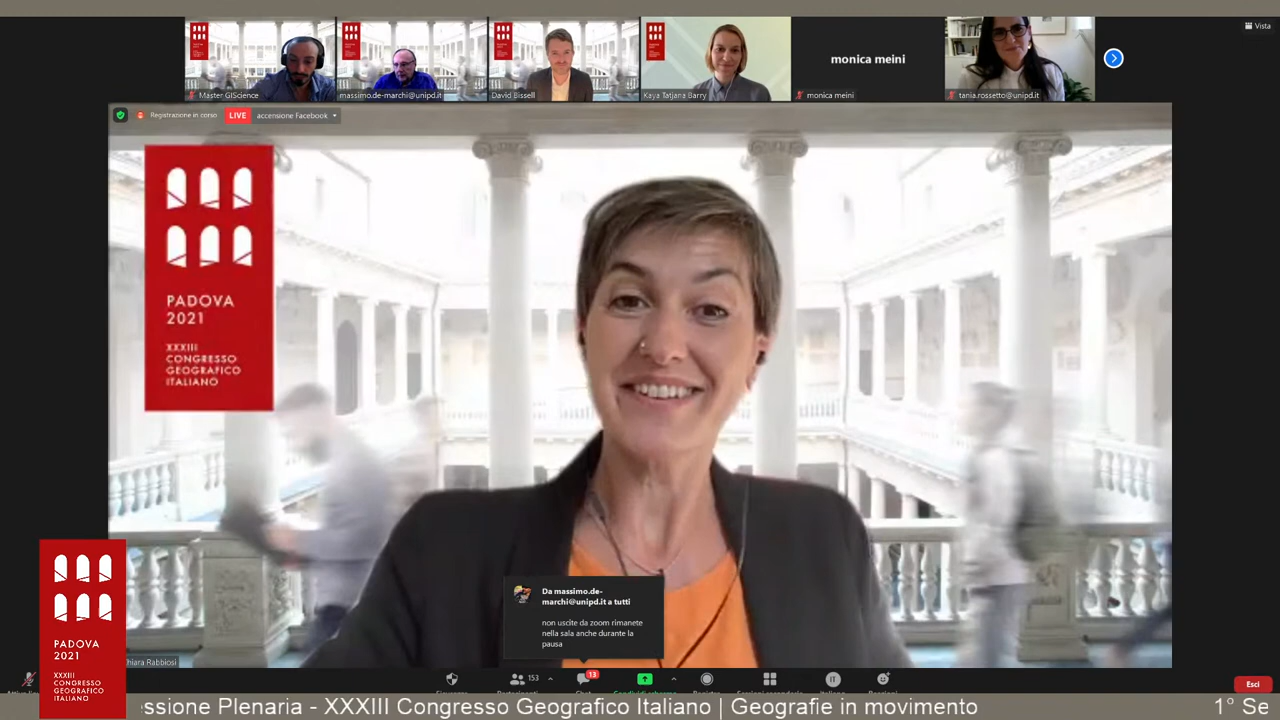 Vista
Master GIScience
massimo.de-marchi@unipd.it
David Bissell
Kaya Tatjana Barry
monica meini
monica meini
tania.rossetto@unipd.it
Registrazione in corso
LIVE
accensione Facebook
PADOVA
2021
XXXIII
CONGRESSO
GEOGRAFICO
ITALIANO
Da massimo.de-
marchi@unipd.it a tutti
non uscite da zoom rimanete
nella sala anche durante la
pausa
hiara Rabbiosi
153
13
IT
Esci
PADOVA
2021
XXXIII
CONGRESSO
GEOGRAFICO
ITALIANO
ssione Plenaria - XXXIII Congresso Geografico Italiano | Geografie in movimento
1° Se